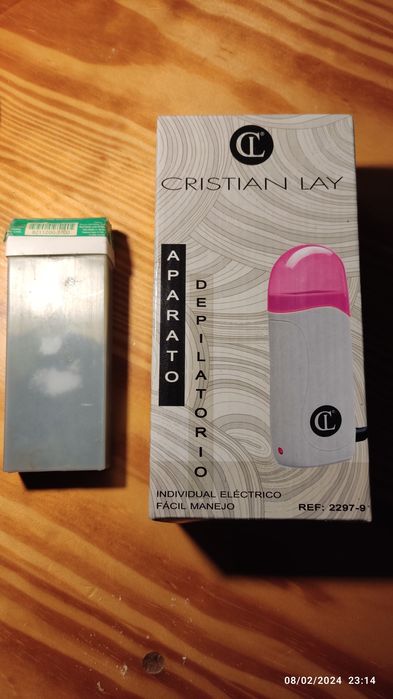 CL
CRISTIAN LAY
APARATO
DEPILATORIO
CL
INDIVIDUAL ELÉCTRICO
FÁCIL MANEJO
REF: 2297-9
08/02/2024 23:14